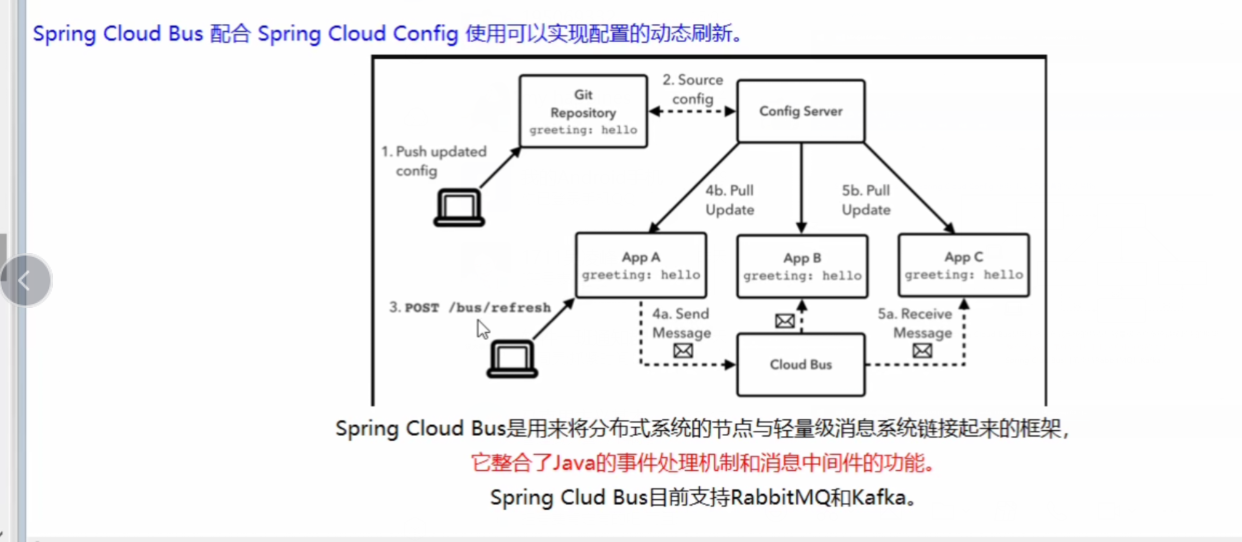 Spring Cloud Bus 配合 Spring Cloud Config 使用可以实现配置的动态刷新。
2. Source
config
Git
Repository
greeting: hello
Config Server
1. Push updated
config
4b. Pull
Update
5b. Pull
Update
App A
greeting: hello
App B
greeting: hello
App C
greeting: hello
3. POST /bus/refresh
4a. Send
Message
5a. Receive
Message
Cloud Bus
Spring Cloud Bus是用来将分布式系统的节点与轻量级消息系统链接起来的框架，
它整合了Java的事件处理机制和消息中间件的功能。
Spring Clud Bus目前支持RabbitMQ和Kafka。